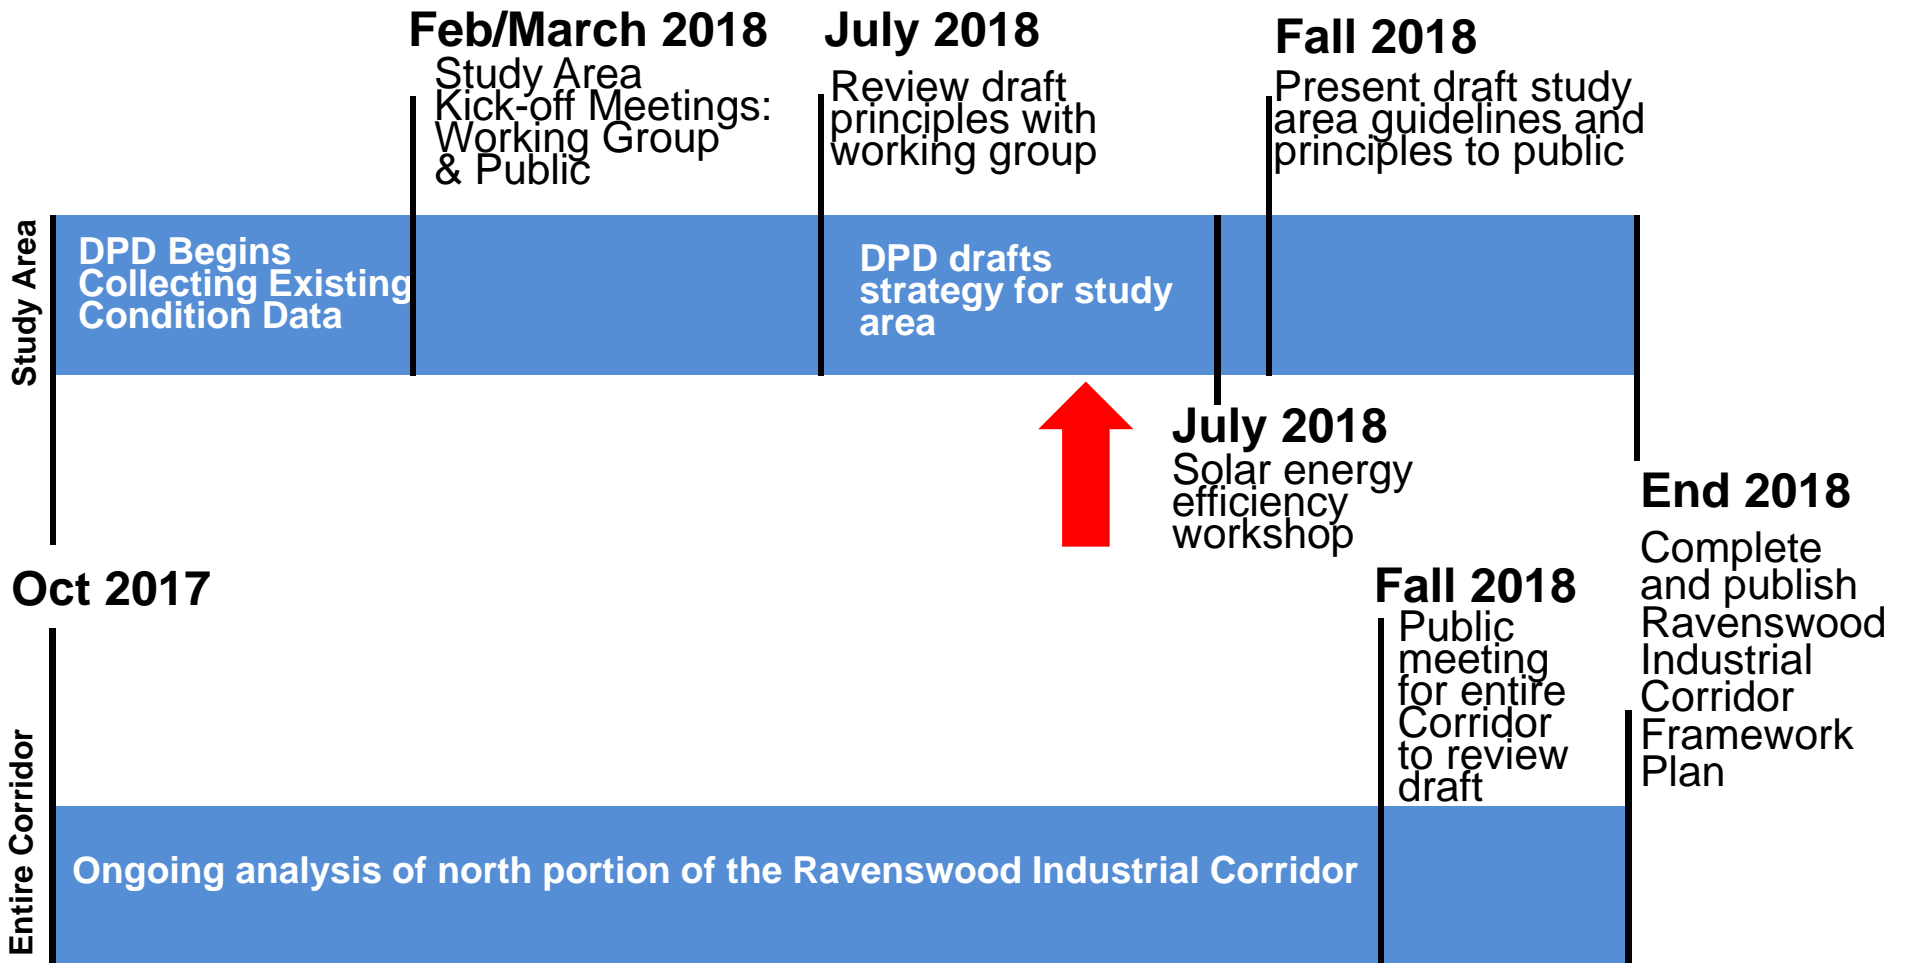 Feb/March 2018
Study Area
Kick-off Meetings:
Working Group
& Public
July 2018
Review draft
principles with
working group
Fall 2018
Present draft study
area guidelines and
principles to public
Study Area
DPD Begins
Collecting Existing
Condition Data
DPD drafts
strategy for study
area
July 2018
Solar energy
efficiency
workshop
End 2018
Complete
and publish
Ravenswood
Industrial
Corridor
Framework
Plan
Oct 2017
Fall 2018
Public
meeting
for entire
Corridor
to review
draft
Entire Corridor
Ongoing analysis of north portion of the Ravenswood Industrial Corridor